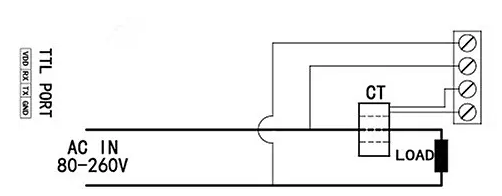 TTL PORT
VDD RX TX GND
CT
AC IN
80-260V
LOAD